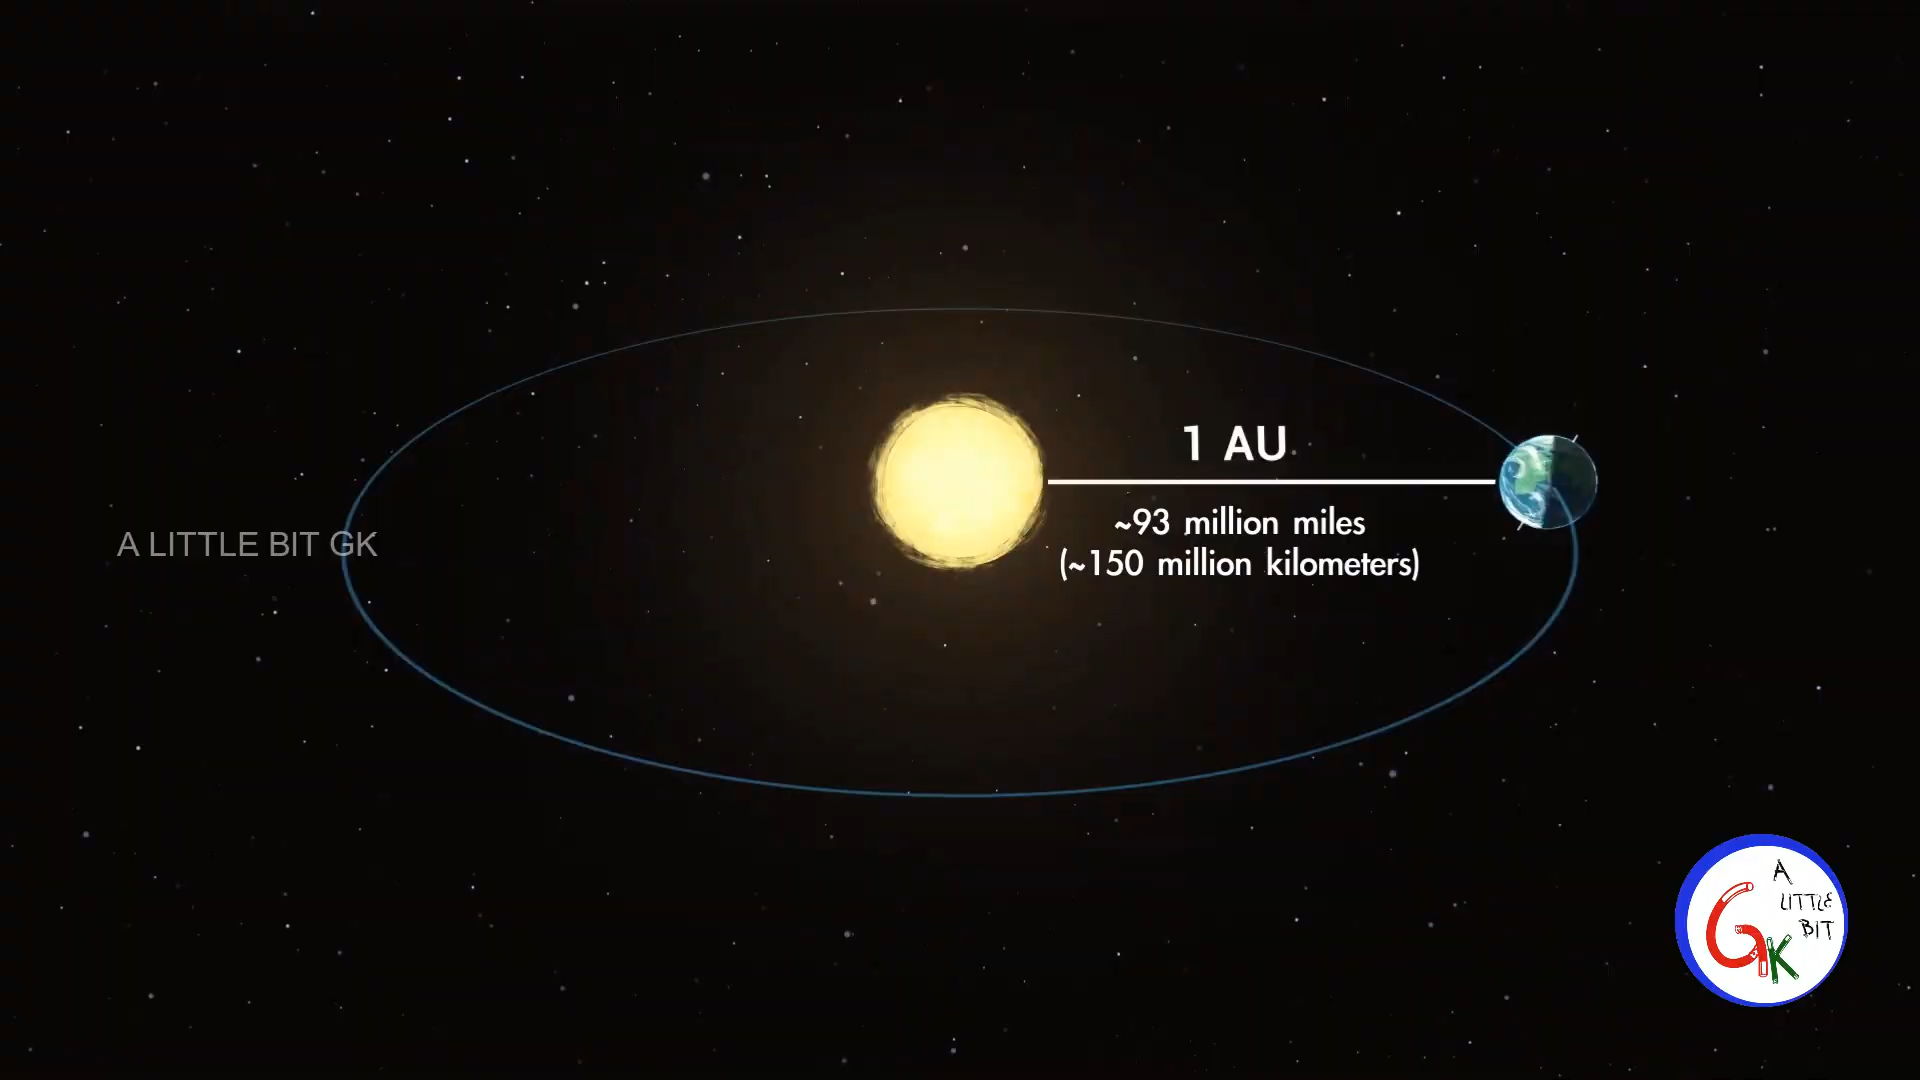 1 AU
~93 million miles
(~150 million kilometers)
A LITTLE BIT GK
A
LITTLE
BIT
GK